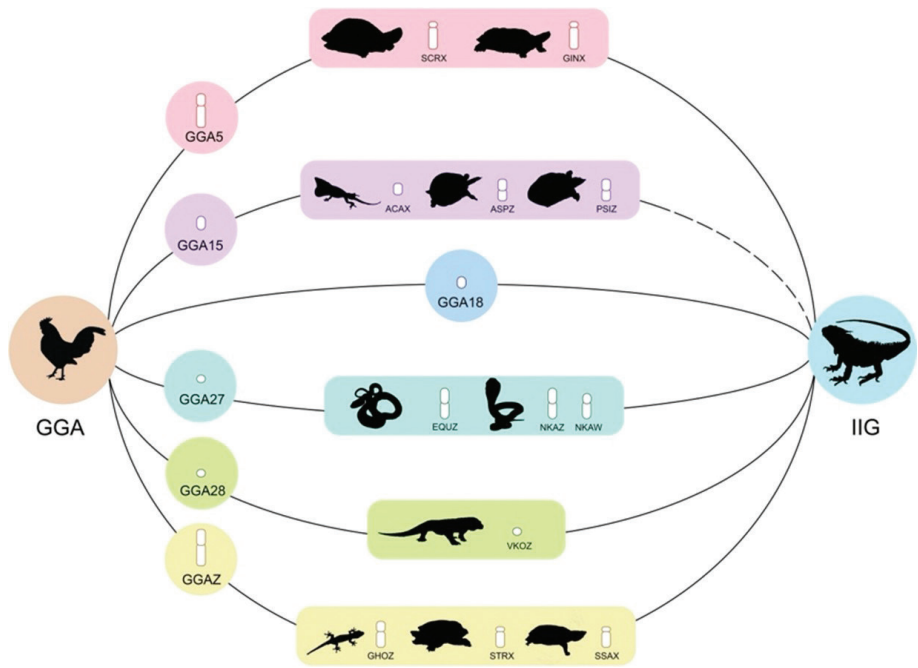 SCRX GINX
GGA5
ACAX ASPZ PSIZ
GGA15
GGA18
GGA IIG
GGA27
EQUZ NKAZ NKAW
GGA28
VKOZ
GGAZ
GHOZ STRX SSAX